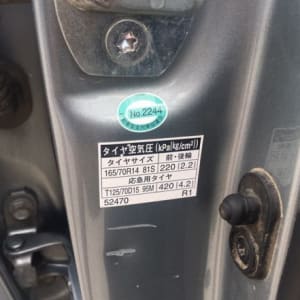 No.2244
タイヤ空気圧(kPa{kg/cm²})
タイヤサイズ 前・後輪
165/70R14 81S 220{2.2}
応急用タイヤ
T125/70D15 95M 420{4.2}
52470 R1